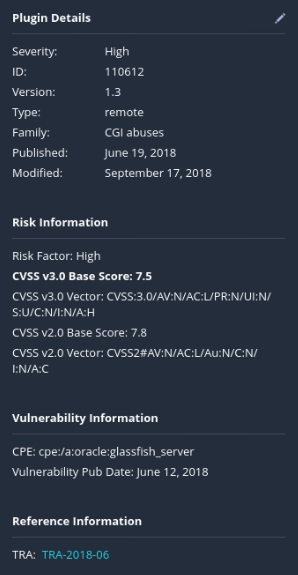 Plugin Details
Severity: High
ID: 110612
Version: 1.3
Type: remote
Family: CGI abuses
Published: June 19, 2018
Modified: September 17, 2018
Risk Information
Risk Factor: High
CVSS v3.0 Base Score: 7.5
CVSS v3.0 Vector: CVSS:3.0/AV:N/AC:L/PR:N/UI:N/
S:U/C:N/I:N/A:H
CVSS v2.0 Base Score: 7.8
CVSS v2.0 Vector: CVSS2#AV:N/AC:L/Au:N/C:N/
I:N/A:C
Vulnerability Information
CPE: cpe:/a:oracle:glassfish_server
Vulnerability Pub Date: June 12, 2018
Reference Information
TRA: TRA-2018-06